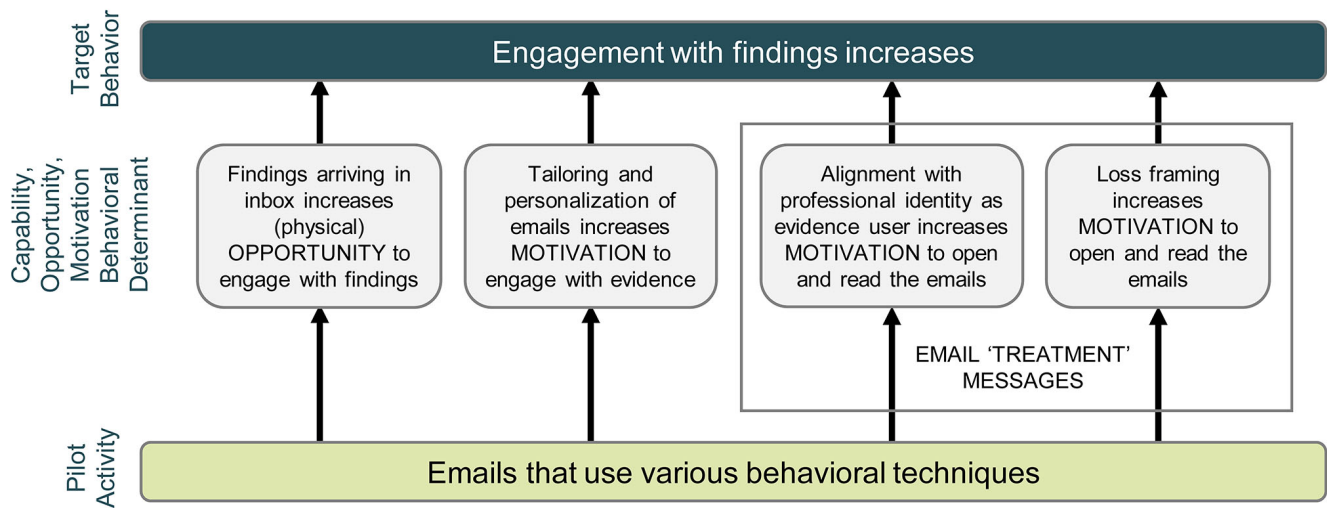 Target
Behavior
Engagement with findings increases
Capability,
Opportunity,
Motivation
Behavioral
Determinant
Findings arriving in
inbox increases
(physical)
OPPORTUNITY to
engage with findings
Tailoring and
personalization of
emails increases
MOTIVATION to
engage with evidence
Alignment with
professional identity as
evidence user increases
MOTIVATION to open
and read the emails
Loss framing
increases
MOTIVATION to
open and read the
emails
EMAIL ‘TREATMENT’
MESSAGES
Pilot
Activity
Emails that use various behavioral techniques